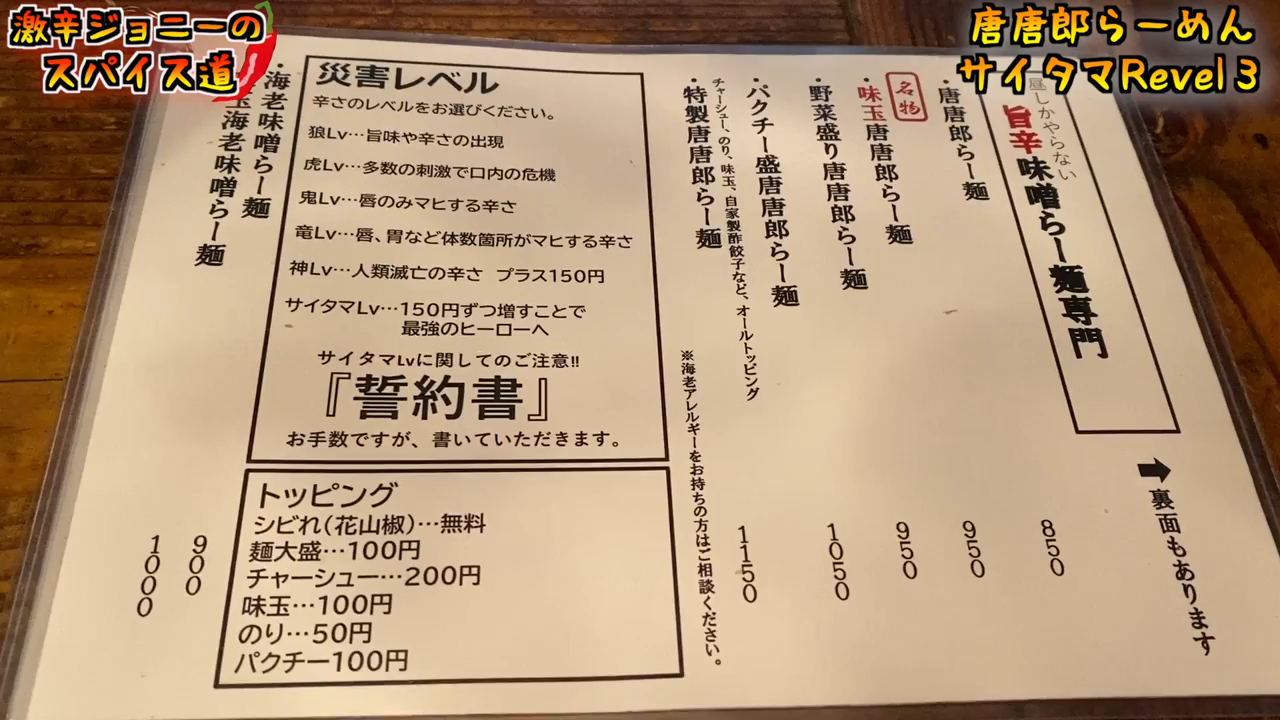 激辛ジョニーの
スパイス道
唐唐郎らーめん
サイタマRevel3
昼しかやらない
旨辛味噌らー麺専門
➡裏面もあります
・唐唐郎らー麺
850
名物
・味玉唐唐郎らー麺
950
・野菜盛り唐唐郎らー麺
950
・パクチー盛唐唐郎らー麺
1050
・特製唐唐郎らー麺
チャーシュー、のり、味玉、自家製酢餃子など、オールトッピング
1150
※海老アレルギーをお持ちの方はご相談ください。
災害レベル
辛さのレベルをお選びください。
狼Lv…旨味や辛さの出現
虎Lv…多数の刺激で口内の危機
鬼Lv…唇のみマヒする辛さ
竜Lv…唇、胃など体数箇所がマヒする辛さ
神Lv…人類滅亡の辛さ プラス150円
サイタマLv…150円ずつ増すことで
最強のヒーローへ
サイタマLvに関してのご注意!!
『誓約書』
お手数ですが、書いていただきます。
トッピング
シビれ(花山椒)…無料
麺大盛…100円
チャーシュー…200円
味玉…100円
のり…50円
パクチー100円
・海老味噌らー麺
900
玉海老味噌らー麺
1000